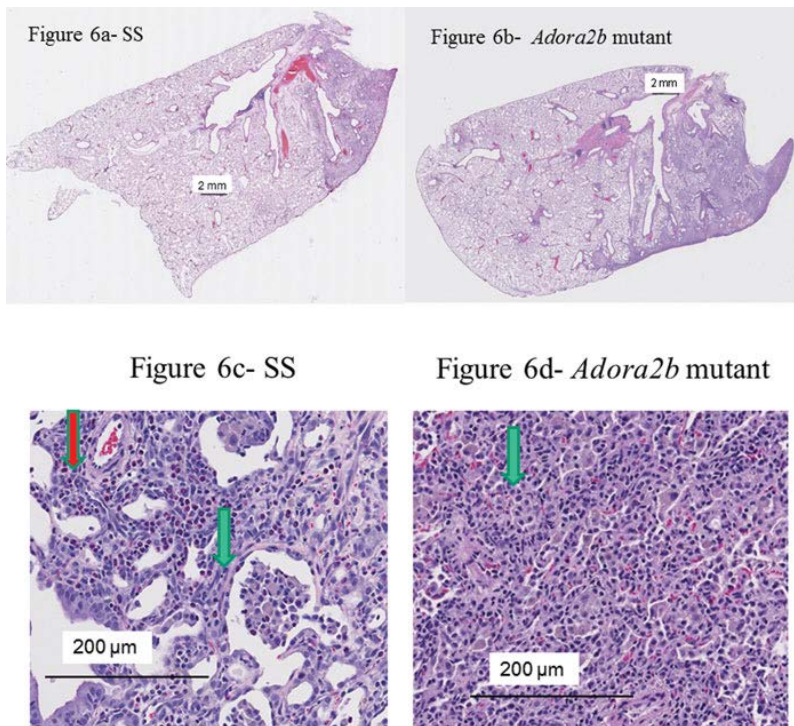 Figure 6a- SS
Figure 6b- Adora2b mutant
2 mm
2 mm
Figure 6c- SS
Figure 6d- Adora2b mutant
200 µm
200 µm